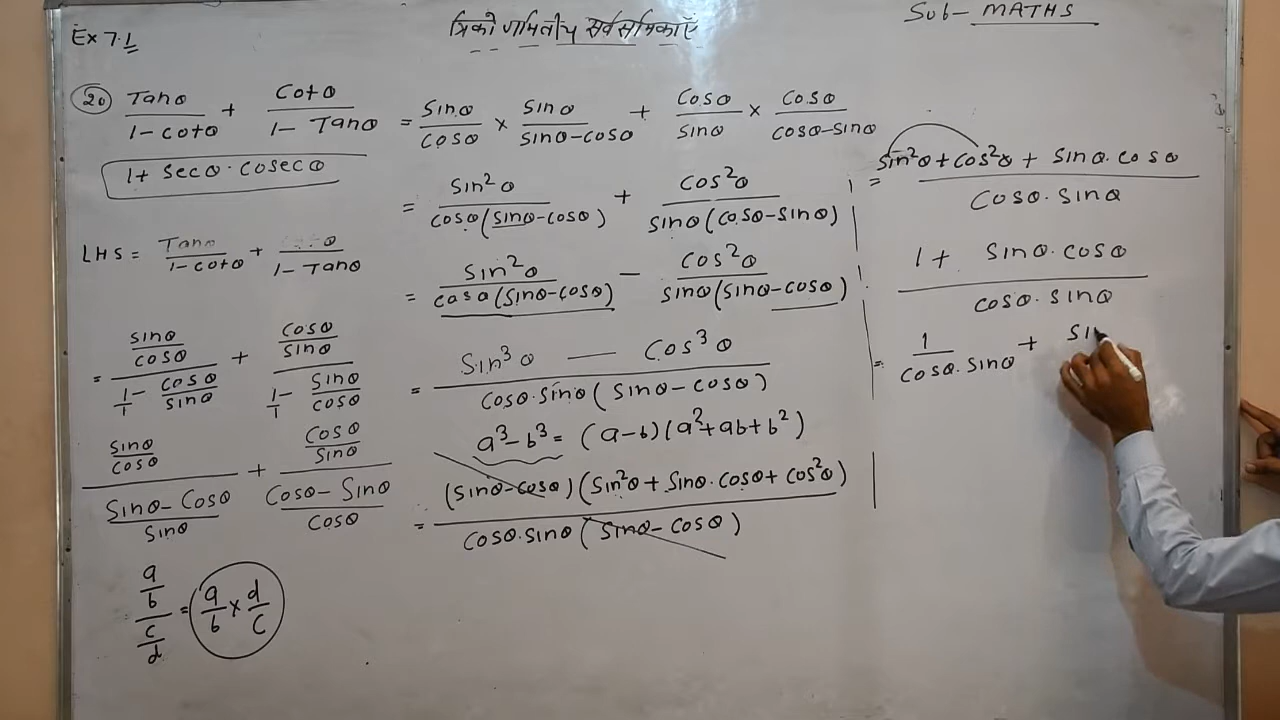 Ex 7.1
त्रिकोणमितीय सर्वसमिकाएँ
Sub- MATHS
(20) Tanθ/(1-cotθ) + Cotθ/(1-Tanθ)
1+ secθ·cosecθ
LHS = Tanθ/(1-cotθ) + θ/(1-Tanθ)
= (sinθ/cosθ)/(1/1 - cosθ/sinθ) + (cosθ/sinθ)/(1/1 - sinθ/cosθ)
(sinθ/cosθ)/((sinθ-cosθ)/sinθ) + (cosθ/sinθ)/((cosθ-sinθ)/cosθ)
(a/b)/(c/d) = a/b × d/c
= sinθ/cosθ × sinθ/(sinθ-cosθ) + cosθ/sinθ × cosθ/(cosθ-sinθ)
= sin²θ/(cosθ(sinθ-cosθ)) + cos²θ/(sinθ(cosθ-sinθ))
= sin²θ/(cosθ(sinθ-cosθ)) - cos²θ/(sinθ(sinθ-cosθ))
= (sin³θ - cos³θ)/(cosθ·sinθ(sinθ-cosθ))
a³-b³ = (a-b)(a²+ab+b²)
= (sinθ-cosθ)(sin²θ+sinθ·cosθ+cos²θ)/(cosθ·sinθ(sinθ-cosθ))
= (sin²θ+cos²θ+sinθ·cosθ)/(cosθ·sinθ)
(1+ sinθ·cosθ)/(cosθ·sinθ)
= 1/(cosθ·sinθ) + si